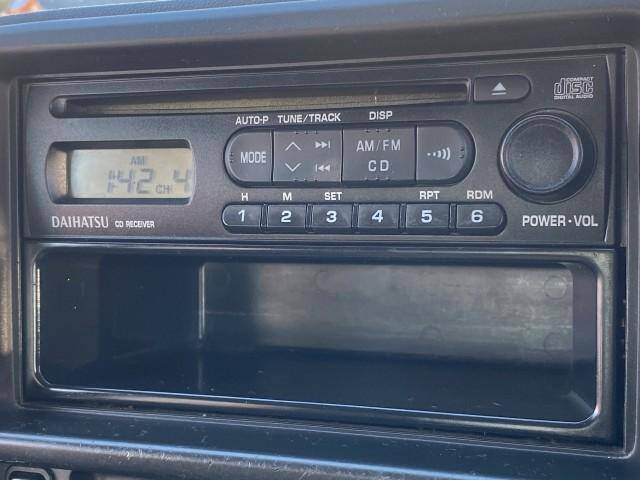 COMPACT
disc
DIGITAL AUDIO
AUTO-P TUNE/TRACK DISP
MODE AM/FM
CD
AM
142 CH 4
H M SET RPT RDM
1 2 3 4 5 6
DAIHATSU CD RECEIVER
POWER·VOL